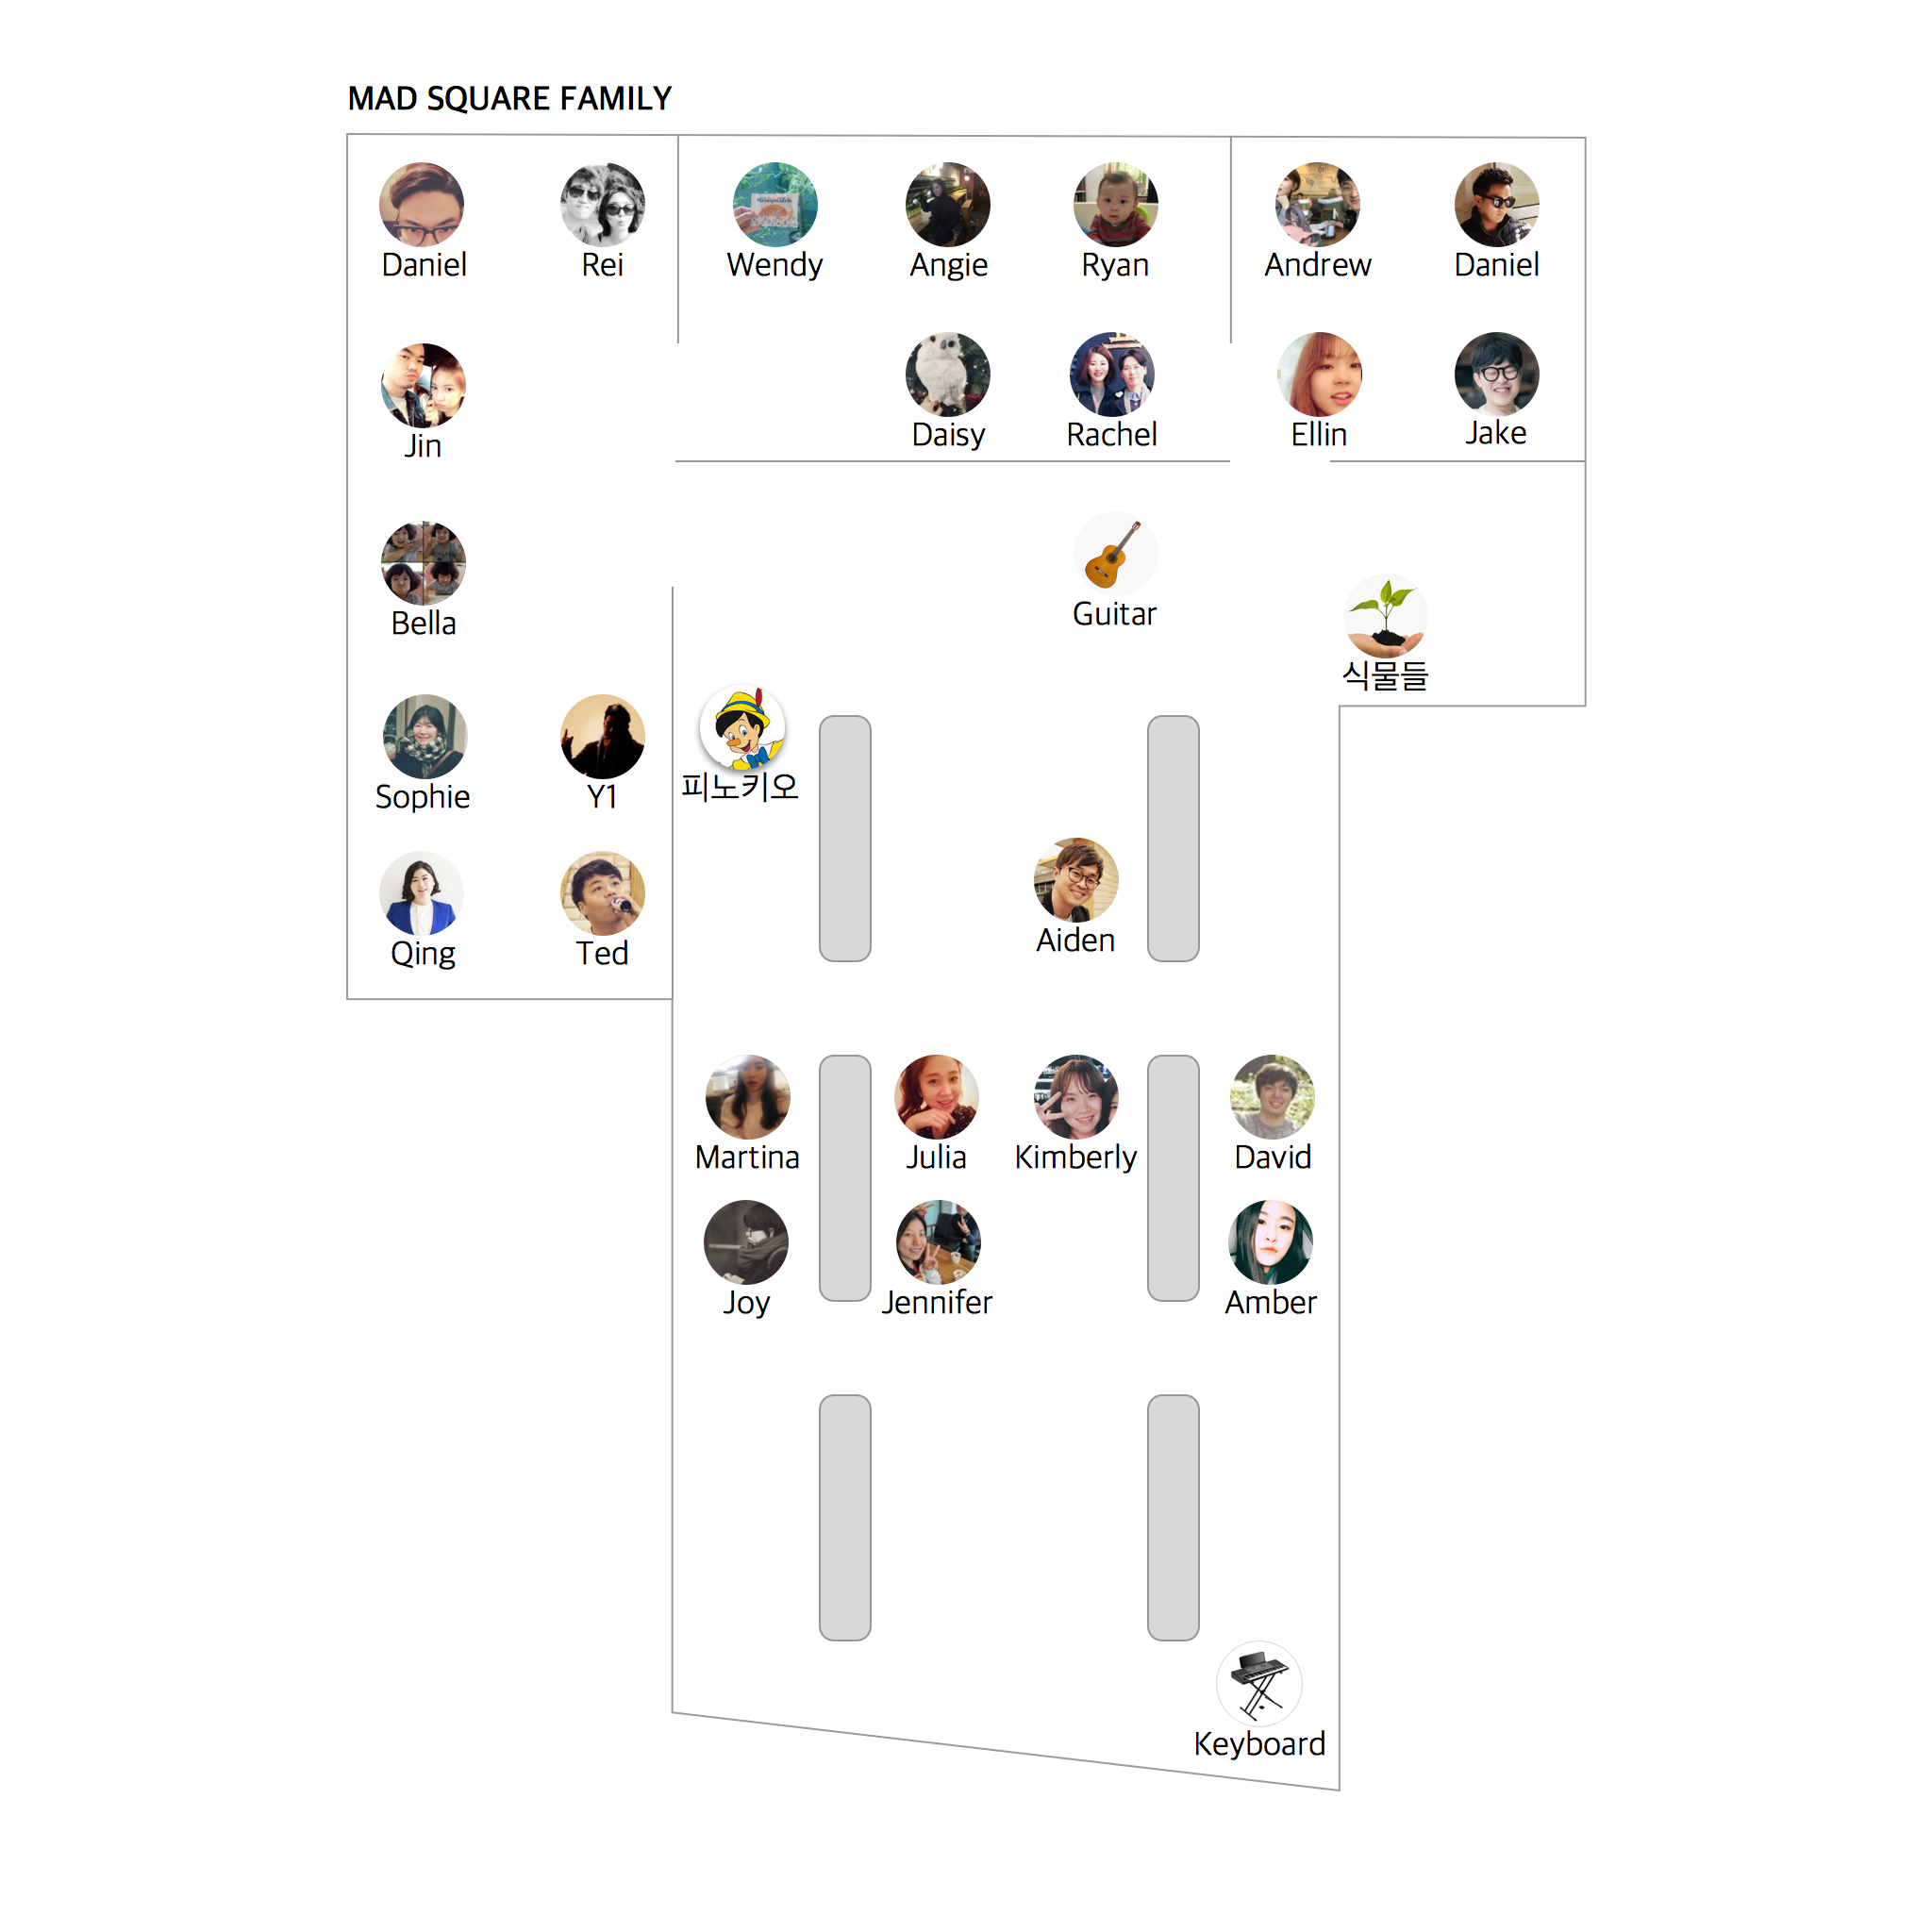 MAD SQUARE FAMILY
Daniel
Rei
Wendy
Angie
Ryan
Andrew
Daniel
Jin
Daisy
Rachel
Ellin
Jake
Bella
Guitar
식물들
Sophie
Y1
피노키오
Qing
Ted
Aiden
Martina
Julia
Kimberly
David
Joy
Jennifer
Amber
Keyboard